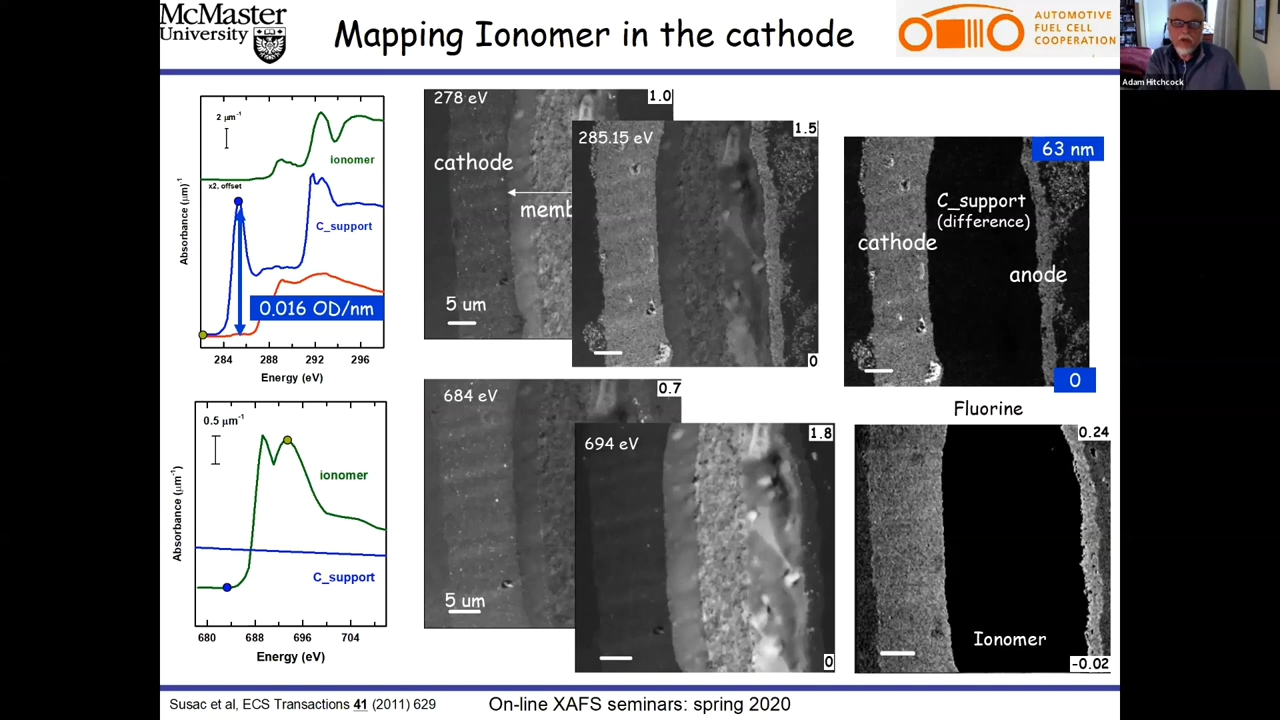 McMaster
University
Mapping Ionomer in the cathode
AUTOMOTIVE
FUEL CELL
COOPERATION
Adam Hitchcock
2 µm-1
ionomer
x2, offset
C_support
0.016 OD/nm
Absorbance (µm)-1
284 288 292 296
Energy (eV)
278 eV
1.0
cathode
memb
5 um
285.15 eV
1.5
0
63 nm
C_support
(difference)
cathode
anode
0
0.5 µm-1
ionomer
C_support
Absorbance (µm-1)
680 688 696 704
Energy (eV)
684 eV
0.7
5 um
694 eV
1.8
0
Fluorine
0.24
Ionomer
-0.02
Susac et al, ECS Transactions 41 (2011) 629
On-line XAFS seminars: spring 2020